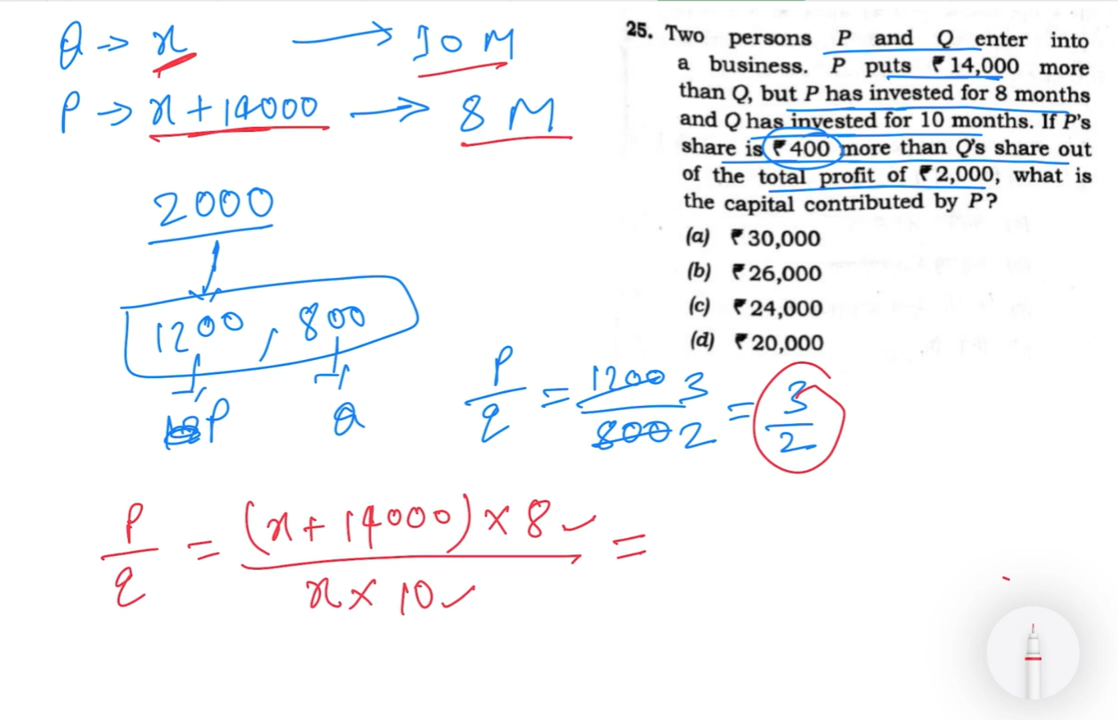 Q → x → 10 M
P → x + 14000 → 8 M
2000
1200 , 800
P Q
P/Q = 1200 3 / 800 2 = 3/2
P/Q = (x + 14000) × 8 / x × 10 =
25. Two persons P and Q enter into
a business. P puts ₹ 14,000 more
than Q, but P has invested for 8 months
and Q has invested for 10 months. If P's
share is ₹ 400 more than Q's share out
of the total profit of ₹ 2,000, what is
the capital contributed by P?
(a) ₹ 30,000
(b) ₹ 26,000
(c) ₹ 24,000
(d) ₹ 20,000